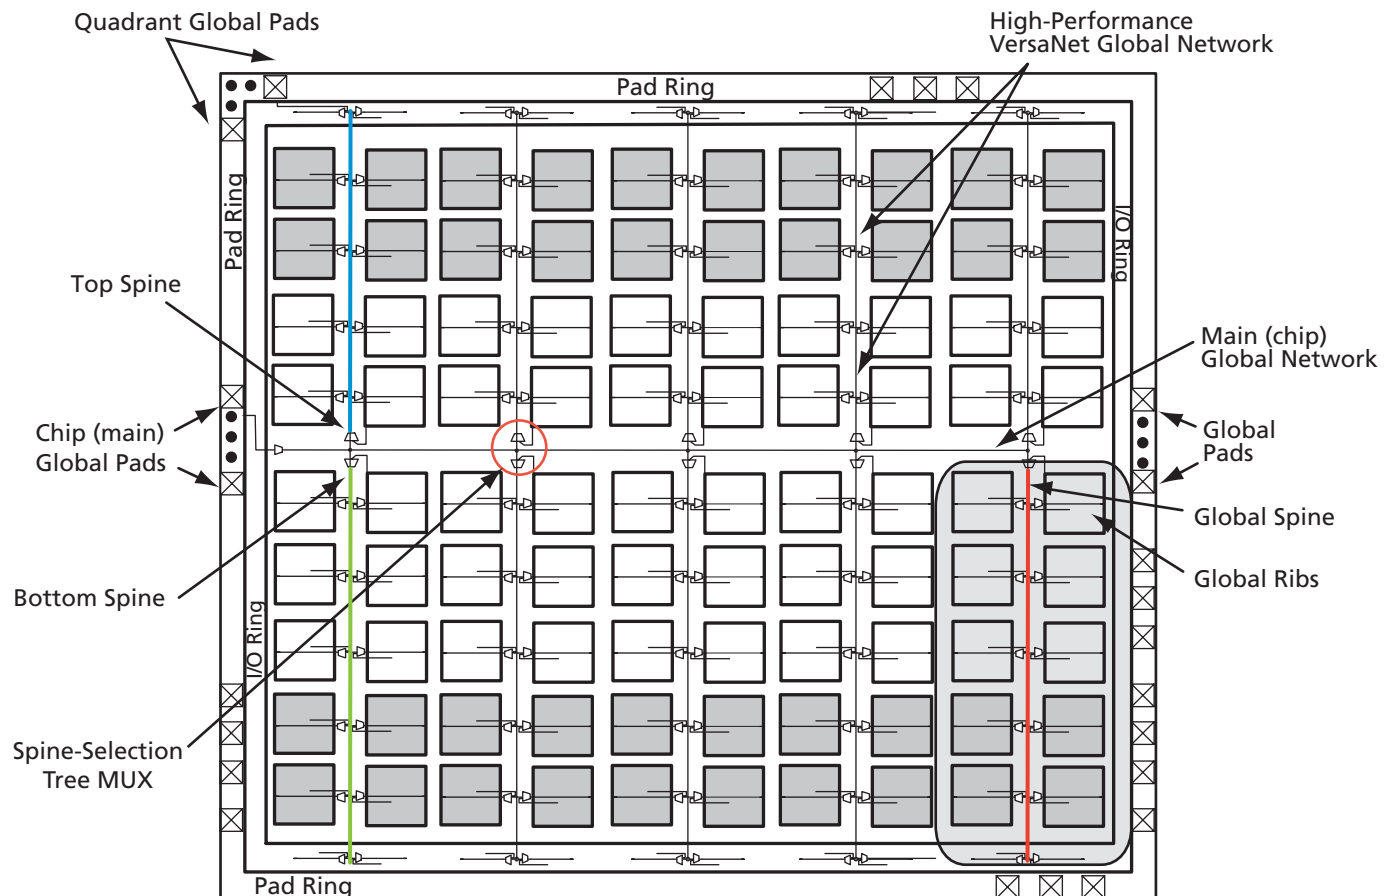 Quadrant Global Pads
High-Performance
VersaNet Global Network
Pad Ring
Pad Ring
I/O Ring
Top Spine
Main (chip)
Global Network
Chip (main)
Global Pads
Global
Pads
Global Spine
Global Ribs
Bottom Spine
I/O Ring
Spine-Selection
Tree MUX
Pad Ring